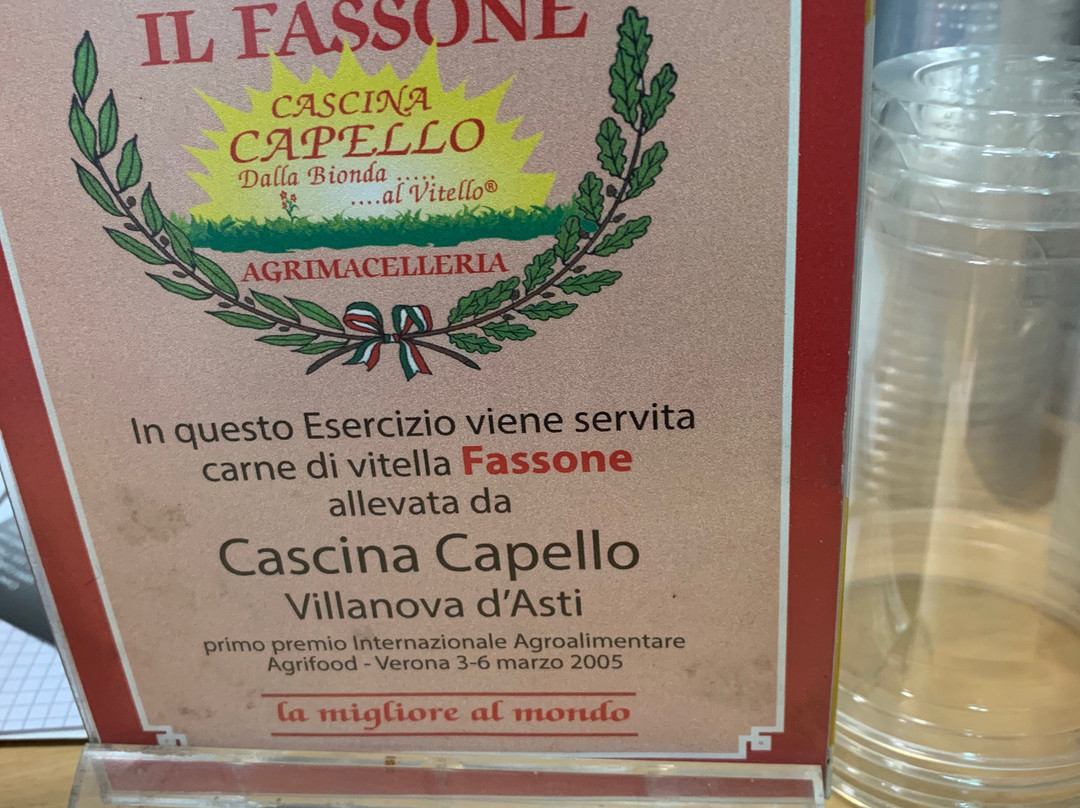 IL FASSONE
CASCINA
CAPELLO
Dalla Bionda .....
....al Vitello®
AGRIMACELLERIA
In questo Esercizio viene servita
carne di vitella Fassone
allevata da
Cascina Capello
Villanova d'Asti
primo premio Internazionale Agroalimentare
Agrifood - Verona 3-6 marzo 2005
la migliore al mondo